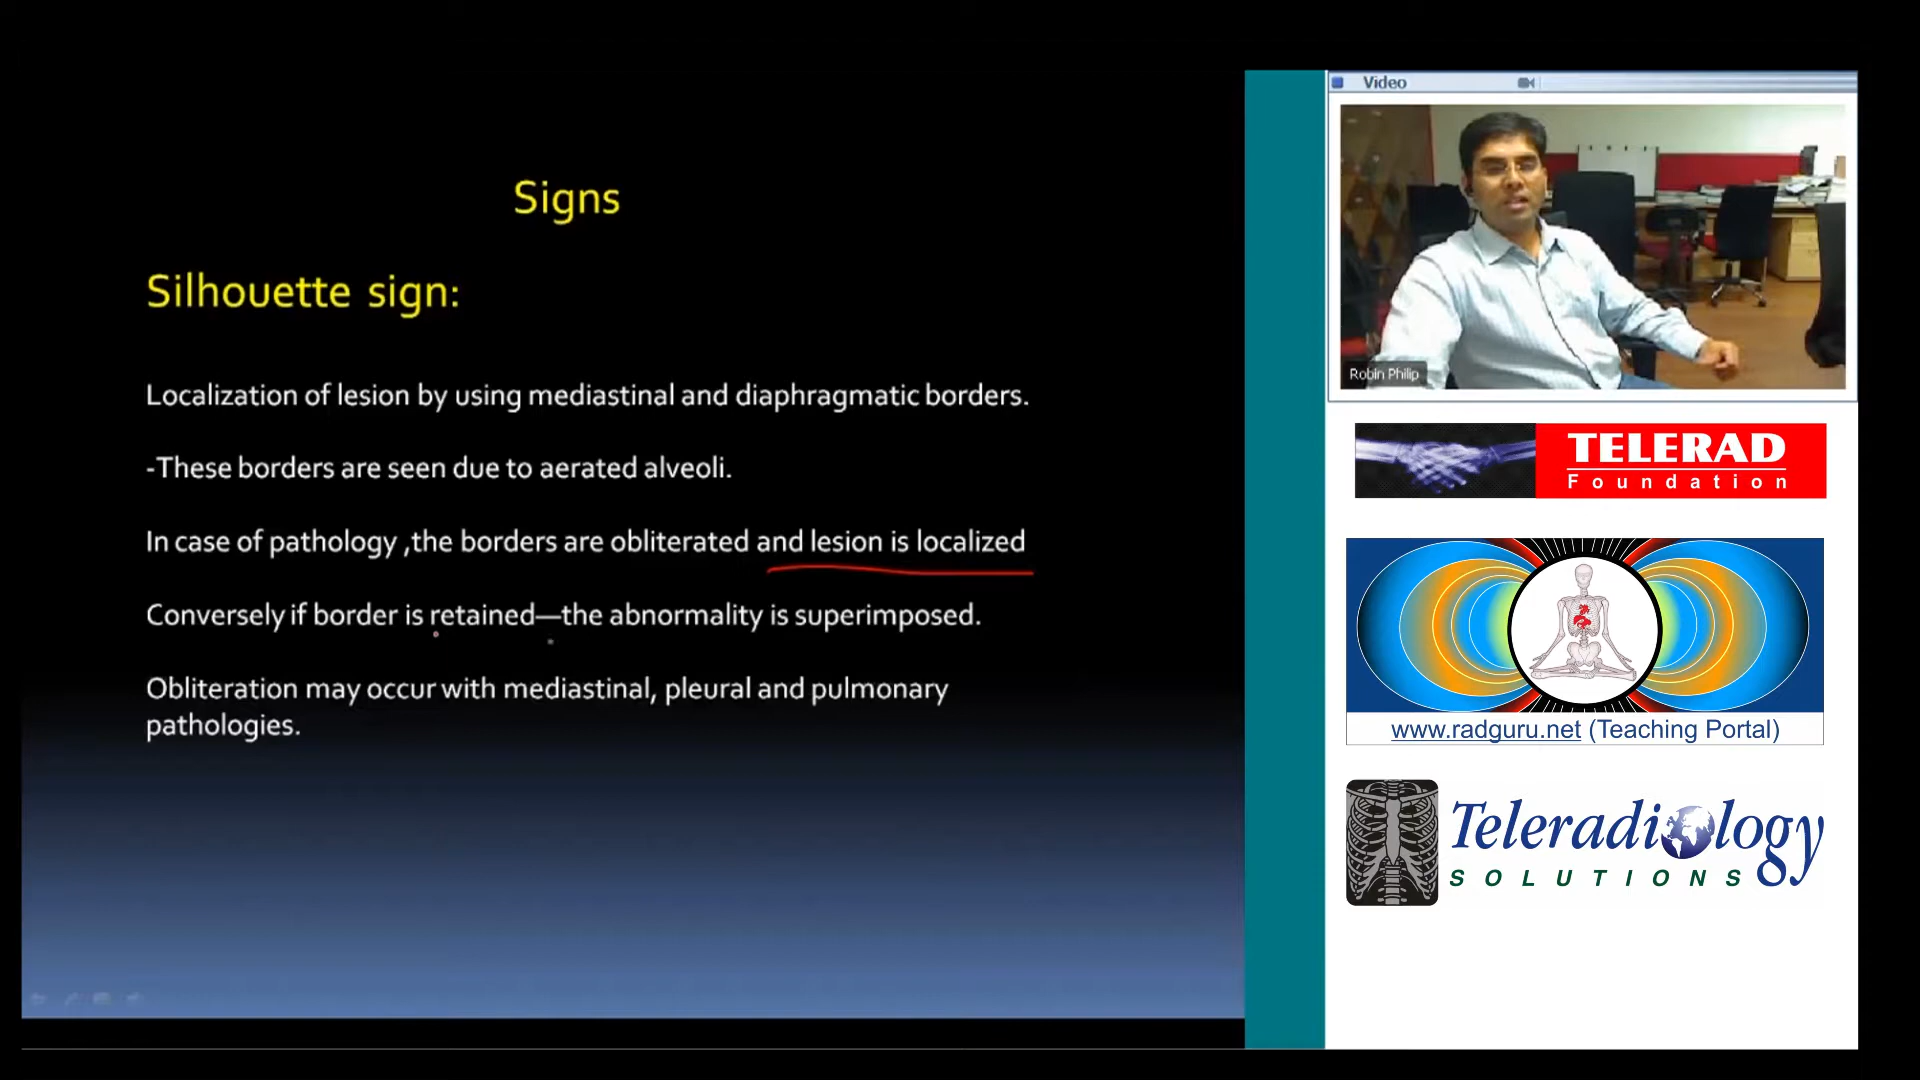 Signs
Silhouette sign:
Localization of lesion by using mediastinal and diaphragmatic borders.
-These borders are seen due to aerated alveoli.
In case of pathology ,the borders are obliterated and lesion is localized
Conversely if border is retained—the abnormality is superimposed.
Obliteration may occur with mediastinal, pleural and pulmonary
pathologies.
Video
Robin Philip
TELERAD
Foundation
www.radguru.net (Teaching Portal)
Teleradiology
SOLUTIONS